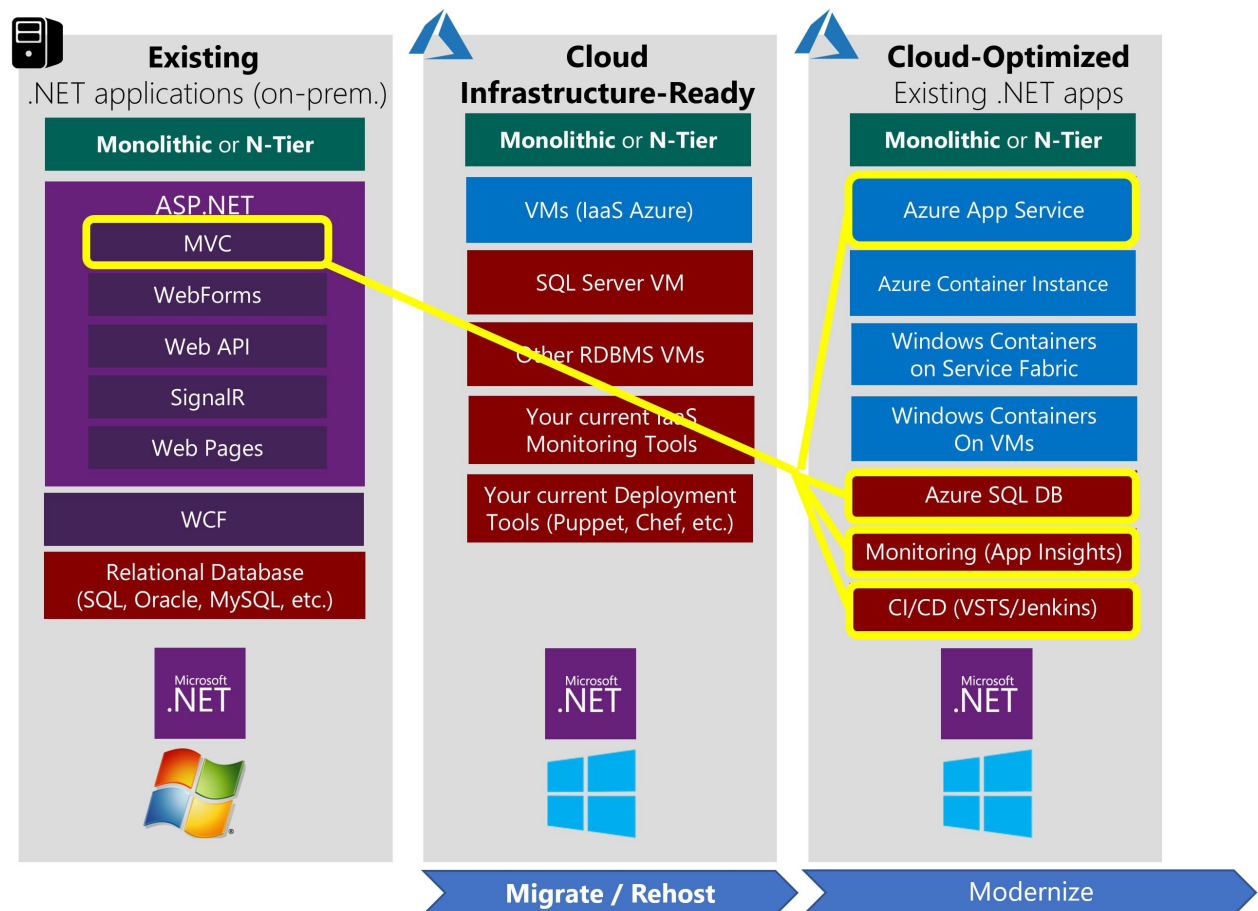 Existing
.NET applications (on-prem.)
Monolithic or N-Tier
ASP.NET
MVC
WebForms
Web API
SignalR
Web Pages
WCF
Relational Database
(SQL, Oracle, MySQL, etc.)
Microsoft
.NET
®
Cloud
Infrastructure-Ready
Monolithic or N-Tier
VMs (IaaS Azure)
SQL Server VM
Other RDBMS VMs
Your current IaaS
Monitoring Tools
Your current Deployment
Tools (Puppet, Chef, etc.)
Microsoft
.NET
Cloud-Optimized
Existing .NET apps
Monolithic or N-Tier
Azure App Service
Azure Container Instance
Windows Containers
on Service Fabric
Windows Containers
On VMs
Azure SQL DB
Monitoring (App Insights)
CI/CD (VSTS/Jenkins)
Microsoft
.NET
Migrate / Rehost
Modernize